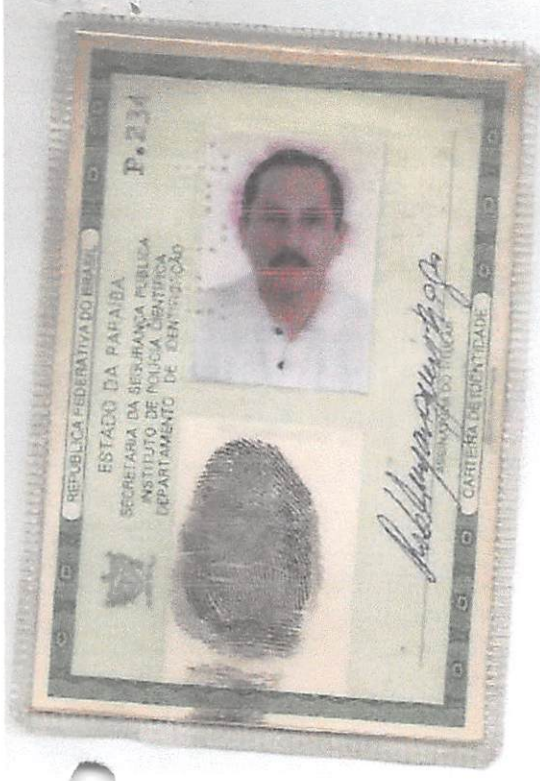 REPÚBLICA FEDERATIVA DO BRASIL
ESTADO DA PARAÍBA
P.234
SECRETARIA DA SEGURANÇA PÚBLICA
INSTITUTO DE POLÍCIA CIENTÍFICA
DEPARTAMENTO DE IDENTIFICAÇÃO
ASSINATURA DO TITULAR
CARTEIRA DE IDENTIDADE